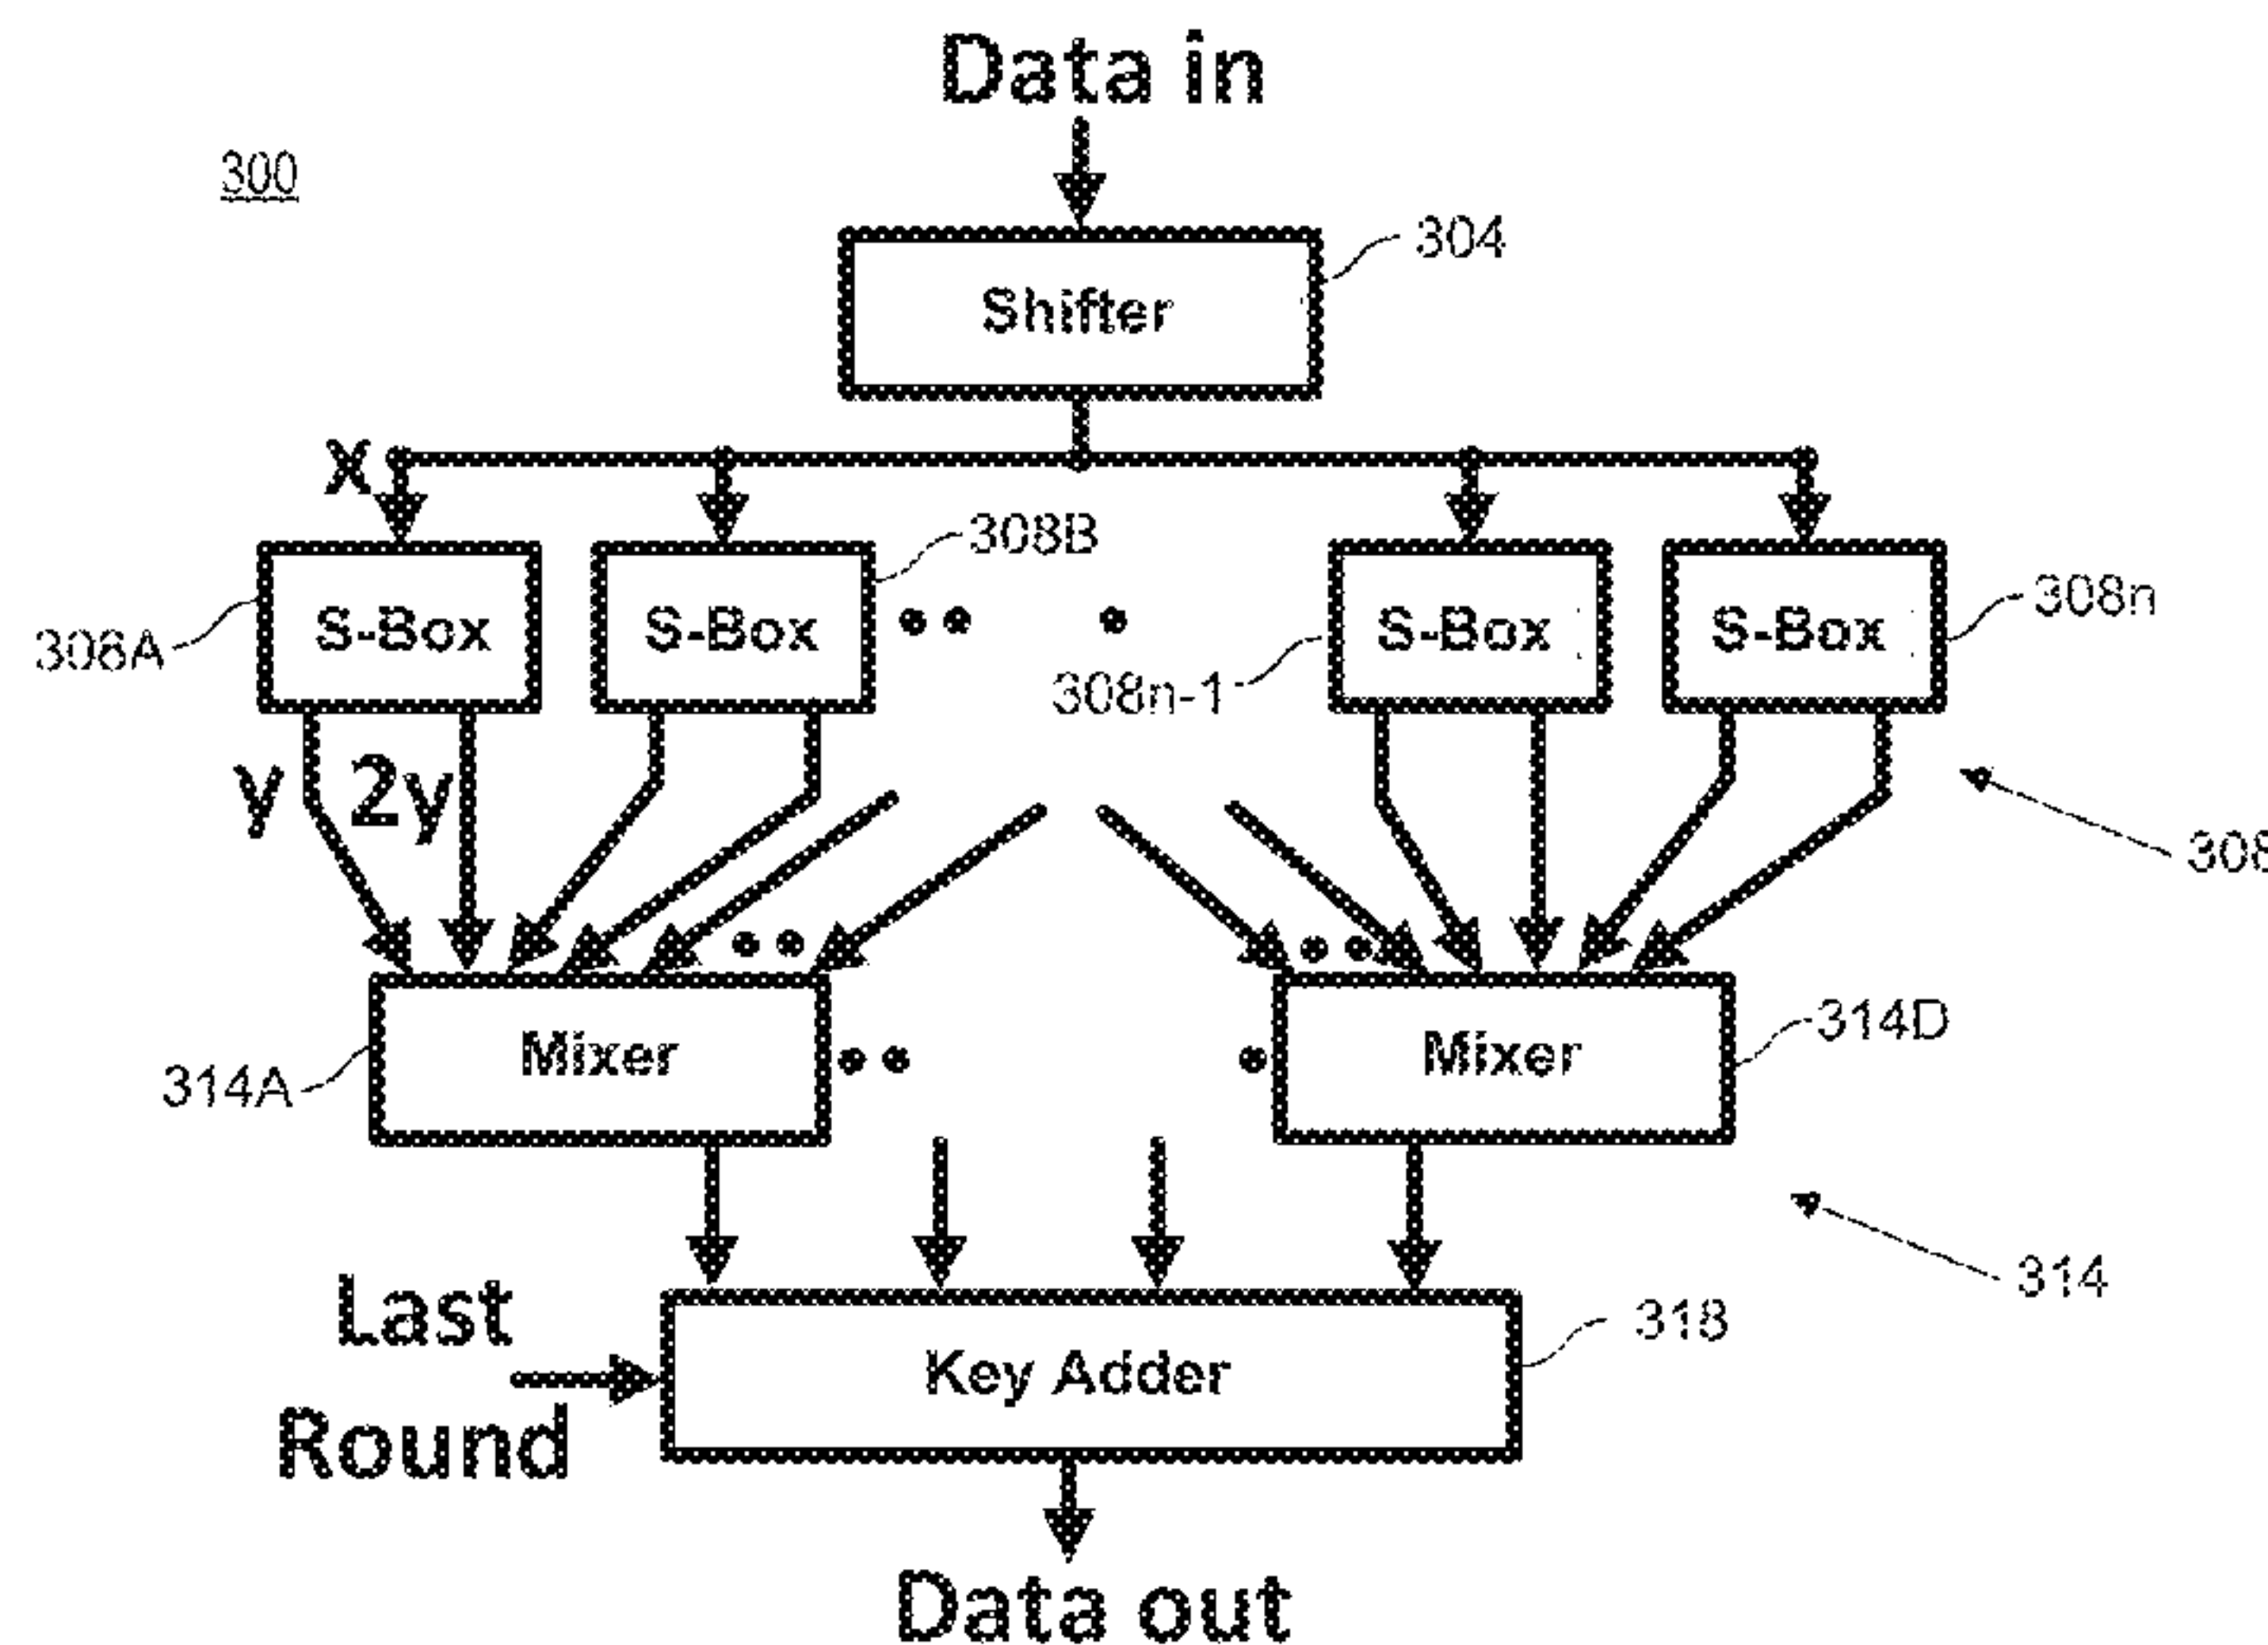 Data in
300
304
Shifter
x
308B
S-Box
S-Box
S-Box
S-Box
308n
306A
308n-1
y
2y
308
314D
Mixer
Mixer
314A
314
Last
318
Key Adder
Round
Data out